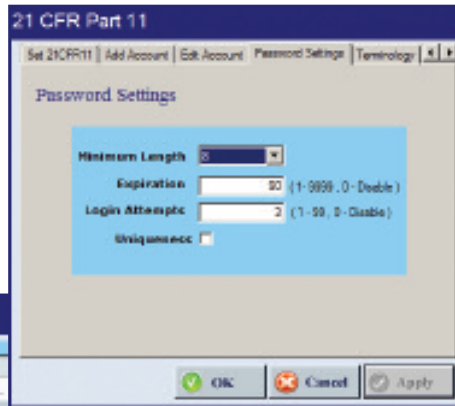 21 CFR Part 11
Set 21CFR11 Add Account Edit Account Password Settings Terminology
Password Settings
Minimum Length 8
Expiration 90 (1-9999, 0-Disable)
Login Attempts 3 (1-99, 0-Disable)
Uniqueness
OK Cancel Apply